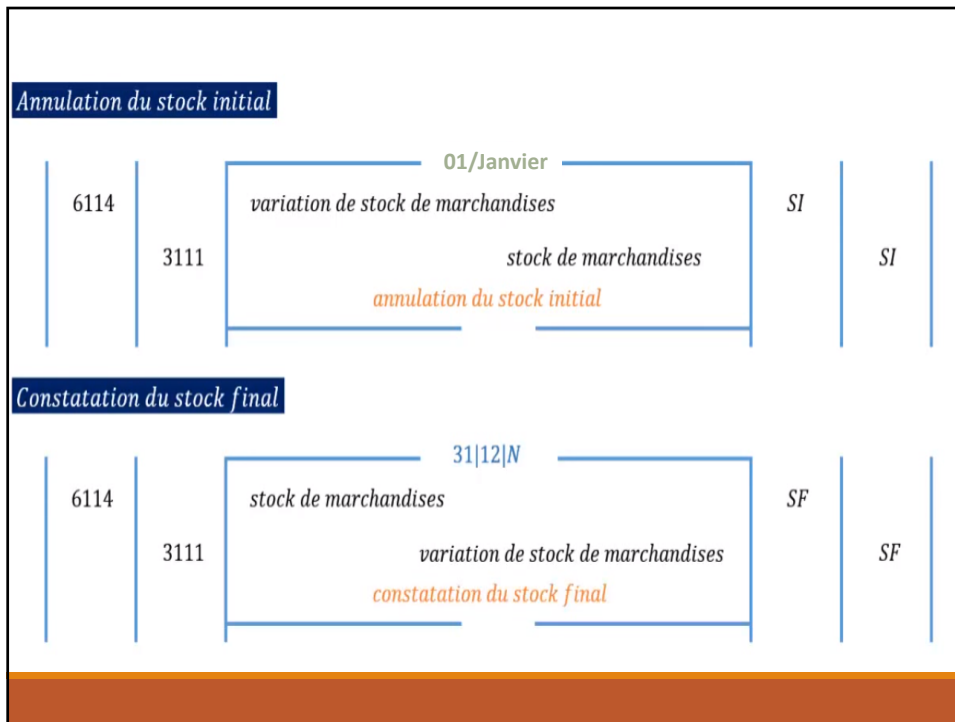 Annulation du stock initial
01/Janvier
6114 variation de stock de marchandises SI
3111 stock de marchandises SI
annulation du stock initial
Constatation du stock final
31|12|N
6114 stock de marchandises SF
3111 variation de stock de marchandises SF
constatation du stock final